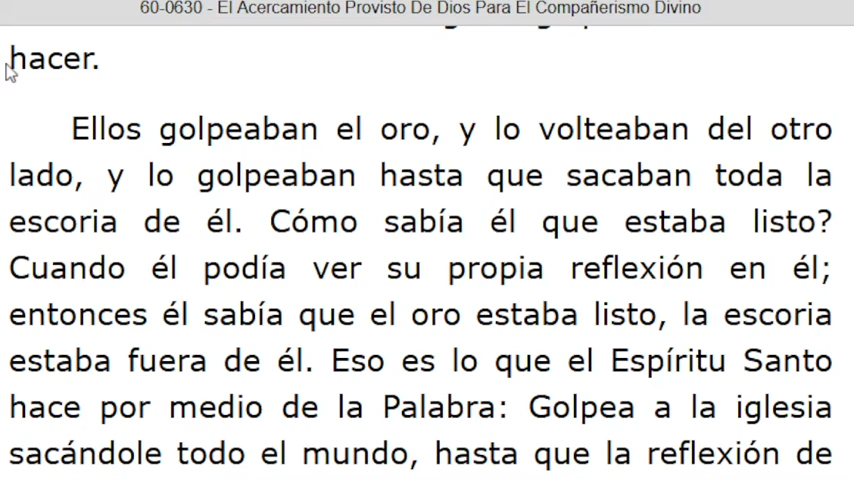 60-0630 - El Acercamiento Provisto De Dios Para El Compañerismo Divino
hacer.
Ellos golpeaban el oro, y lo volteaban del otro
lado, y lo golpeaban hasta que sacaban toda la
escoria de él. Cómo sabía él que estaba listo?
Cuando él podía ver su propia reflexión en él;
entonces él sabía que el oro estaba listo, la escoria
estaba fuera de él. Eso es lo que el Espíritu Santo
hace por medio de la Palabra: Golpea a la iglesia
sacándole todo el mundo, hasta que la reflexión de